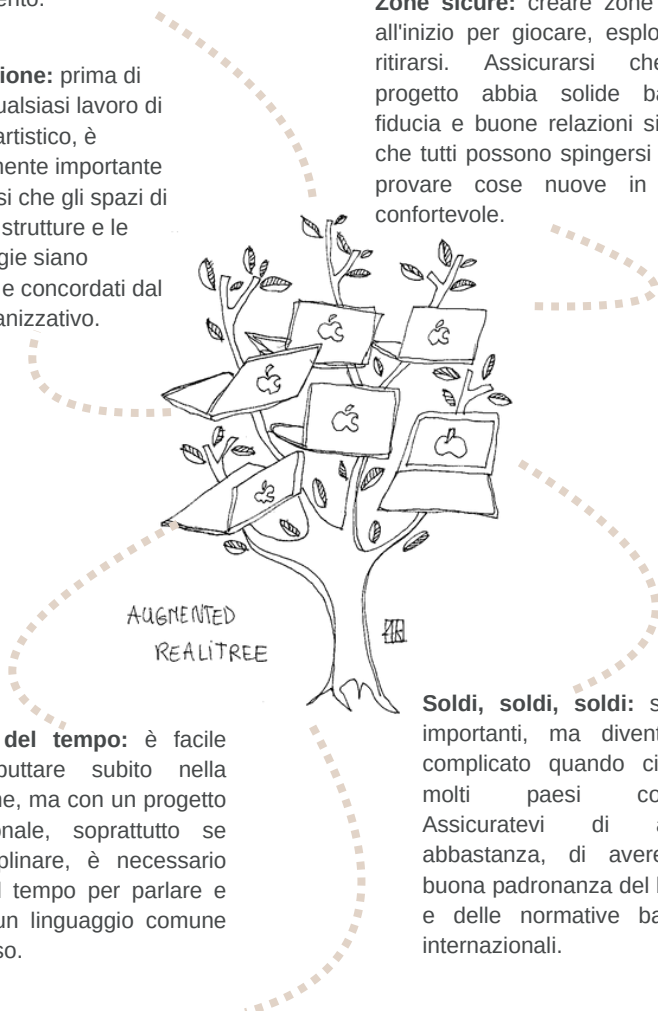 ento.
ione: prima di
ualsiasi lavoro di
artistico, è
mente importante
si che gli spazi di
strutture e le
gie siano
e concordati dal
anizzativo.
Zone sicure: creare zone
all'inizio per giocare, esplo
ritirarsi. Assicurarsi che
progetto abbia solide ba
fiducia e buone relazioni si
che tutti possono spingersi
provare cose nuove in
confortevole.
AUGMENTED
REALITREE
del tempo: è facile
buttare subito nella
ne, ma con un progetto
onale, soprattutto se
plinare, è necessario
l tempo per parlare e
un linguaggio comune
so.
Soldi, soldi, soldi: s
importanti, ma divent
complicato quando ci
molti paesi co
Assicuratevi di a
abbastanza, di avere
buona padronanza del
e delle normative ba
internazionali.